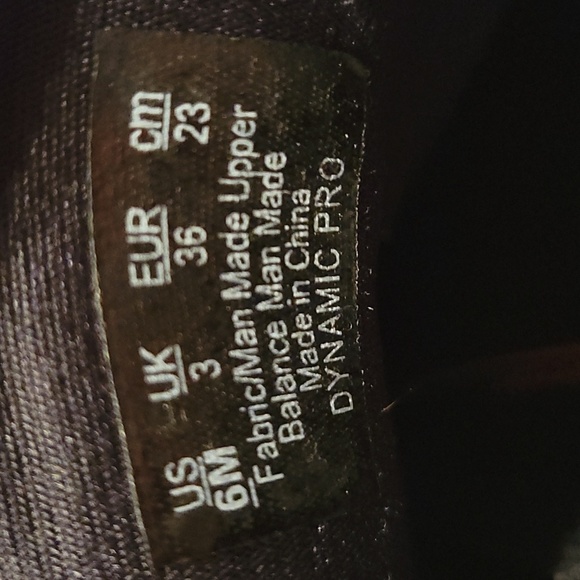 US UK EUR cm
6M 3 36 23
Fabric/Man Made Upper
Balance Man Made
Made in China
DYNAMIC PRO